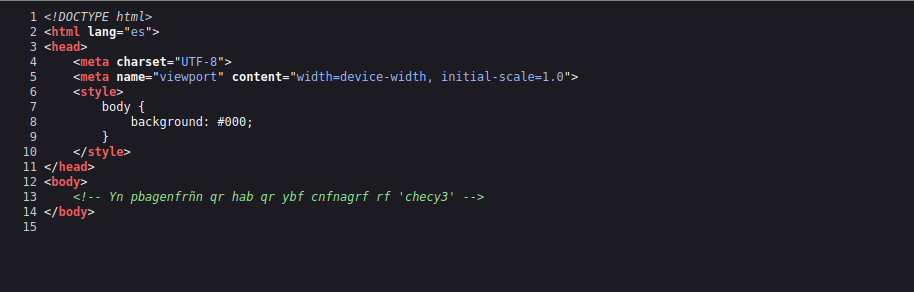 1 <!DOCTYPE html>
2 <html lang="es">
3 <head>
4     <meta charset="UTF-8">
5     <meta name="viewport" content="width=device-width, initial-scale=1.0">
6     <style>
7         body {
8             background: #000;
9         }
10     </style>
11 </head>
12 <body>
13     <!-- Yn pbagenfrñn qr hab qr ybf cnfnagrf rf 'checy3' -->
14 </body>
15